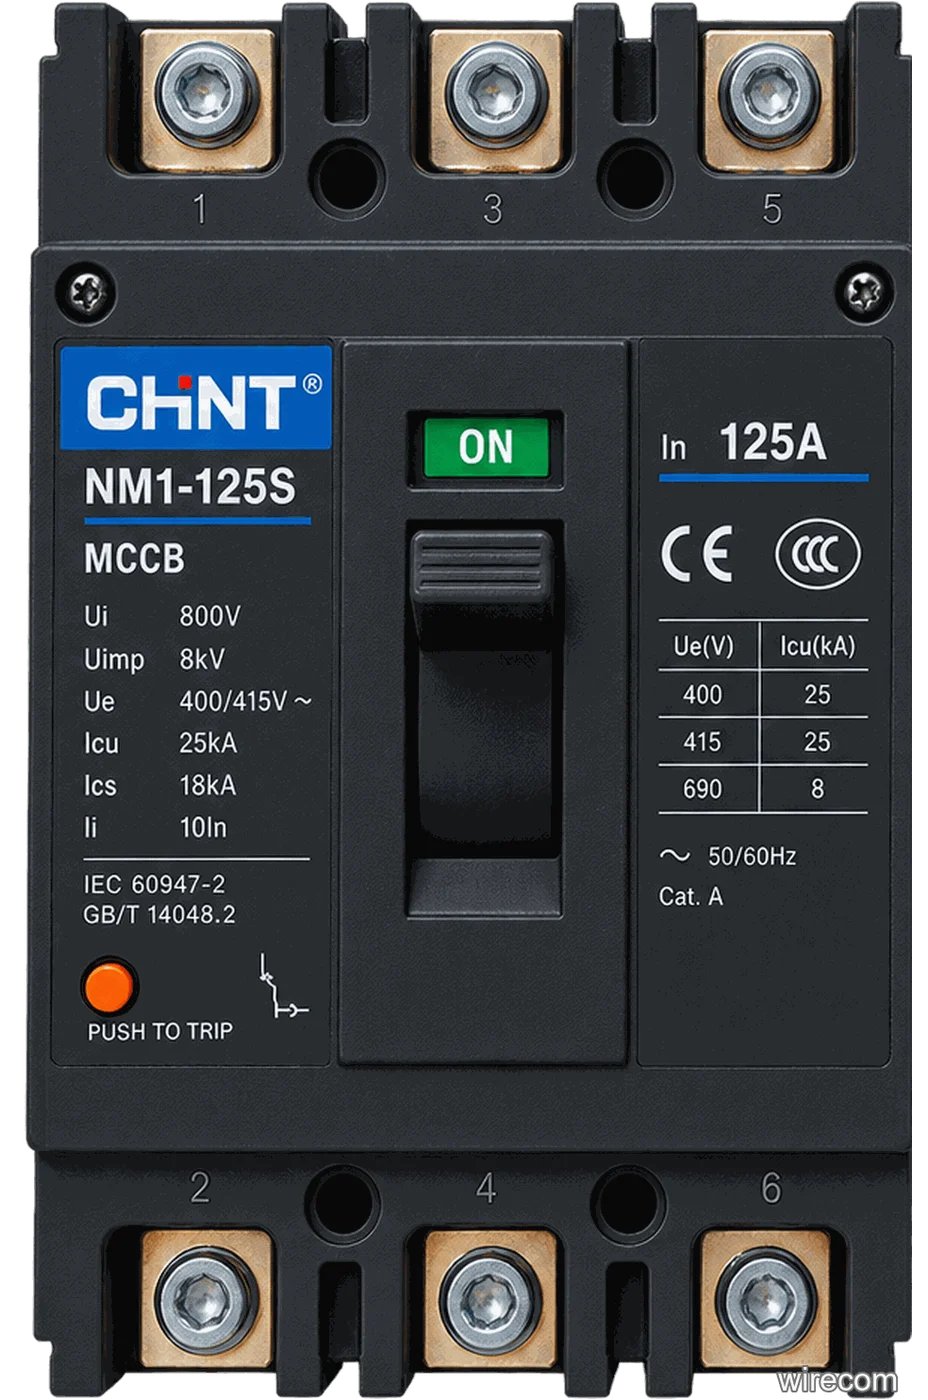 1 3 5
CHINT®
NM1-125S
MCCB
Ui 800V
Uimp 8kV
Ue 400/415V ~
Icu 25kA
Ics 18kA
Ii 10In
IEC 60947-2
GB/T 14048.2
PUSH TO TRIP
ON
In 125A
CE CCC
Ue(V) Icu(kA)
400 25
415 25
690 8
~ 50/60Hz
Cat. A
2 4 6
wirecom